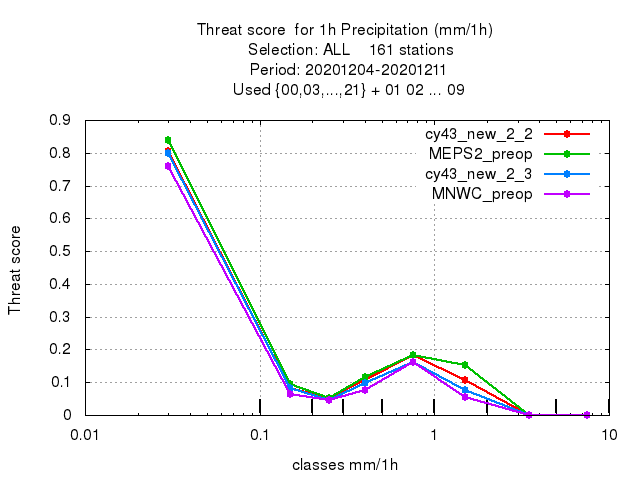 Threat score  for 1h Precipitation (mm/1h)
Selection: ALL    161 stations
Period: 20201204-20201211
Used {00,03,...,21} + 01 02 ... 09
cy43_new_2_2
MEPS2_preop
cy43_new_2_3
MNWC_preop
Threat score
0.9
0.8
0.7
0.6
0.5
0.4
0.3
0.2
0.1
0
0.01 0.1 1 10
classes mm/1h